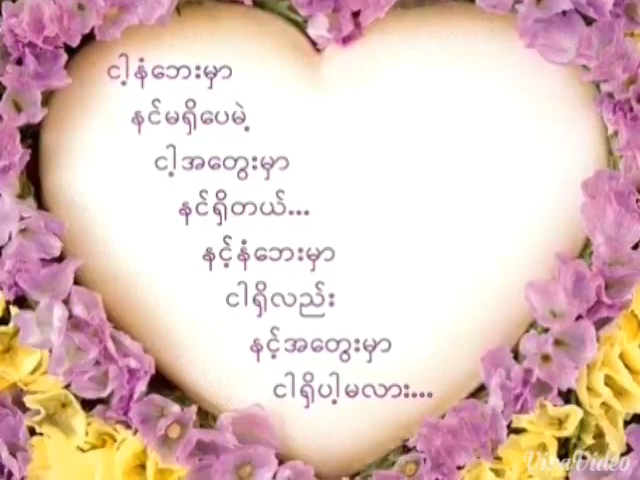 ငါ့နံဘေးမှာ
နင်မရှိပေမဲ့
ငါ့အတွေးမှာ
နင်ရှိတယ်...
နင့်နံဘေးမှာ
ငါရှိလည်း
နင့်အတွေးမှာ
ငါရှိပါ့မလား...
VivaVideo